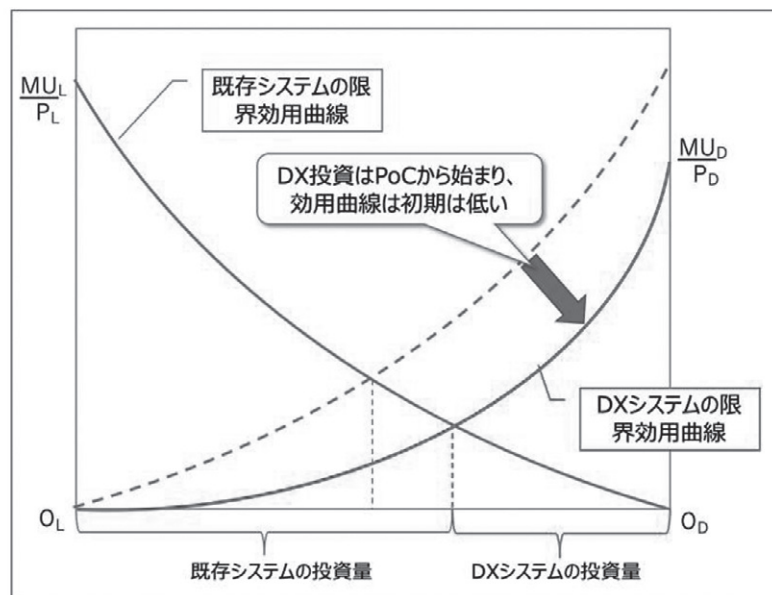 MU_L
P_L
既存システムの限
界効用曲線
DX投資はPoCから始まり、
効用曲線は初期は低い
MU_D
P_D
DXシステムの限
界効用曲線
O_L
O_D
既存システムの投資量
DXシステムの投資量